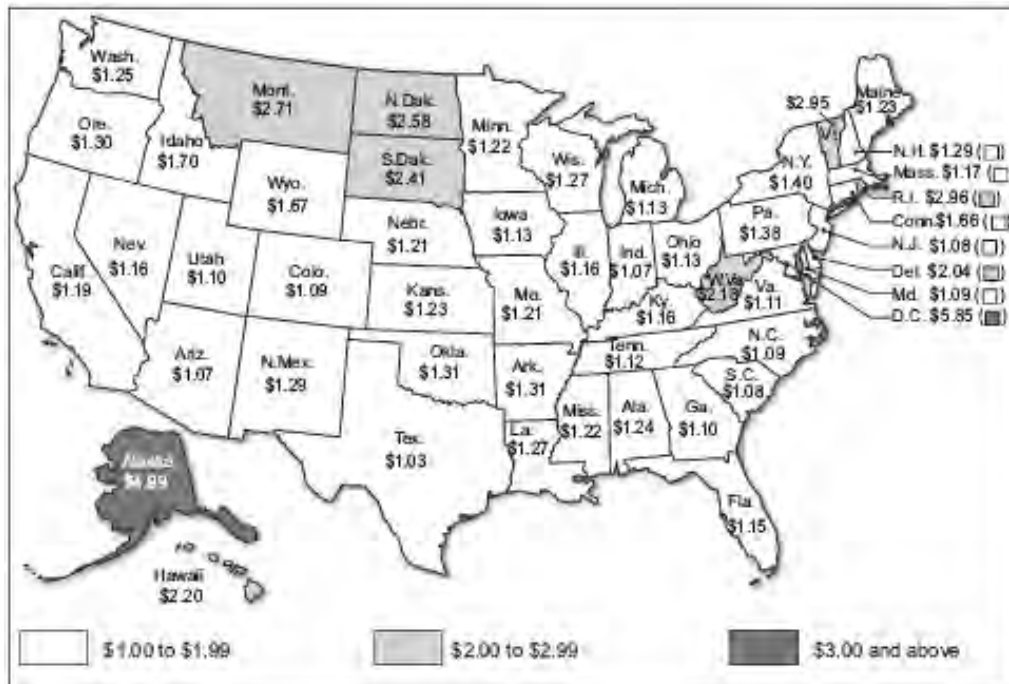 Wash.
$1.25
Ore.
$1.30
Idaho
$1.70
Mont.
$2.71
N.Dak.
$2.58
S.Dak.
$2.41
Wyo.
$1.67
Nev.
$1.16
Calif.
$1.19
Utah
$1.10
Colo.
$1.09
Ariz.
$1.07
N.Mex.
$1.29
Nebr.
$1.21
Kans.
$1.23
Okla.
$1.31
Tex.
$1.03
Minn.
$1.22
Iowa
$1.13
Mo.
$1.21
Ark.
$1.31
La.
$1.27
Wis.
$1.27
Ill.
$1.16
Mich.
$1.13
Ind.
$1.07
Ohio
$1.13
Ky.
$1.16
Tenn.
$1.12
Miss.
$1.22
Ala.
$1.24
Ga.
$1.10
Fla.
$1.15
S.C.
$1.08
N.C.
$1.09
Va.
$1.11
W.Va.
Pa.
$1.38
N.Y.
$1.40
$2.95
Vt.
Maine
$1.23
N.H. $1.29 ( )
Mass. $1.17 ( )
R.I. $2.96 ( )
Conn.$1.66 ( )
N.J. $1.08 ( )
Del. $2.04 ( )
Md. $1.09 ( )
D.C. $5.85 ( )
Alaska
Hawaii
$2.20
$1.00 to $1.99
$2.00 to $2.99
$3.00 and above